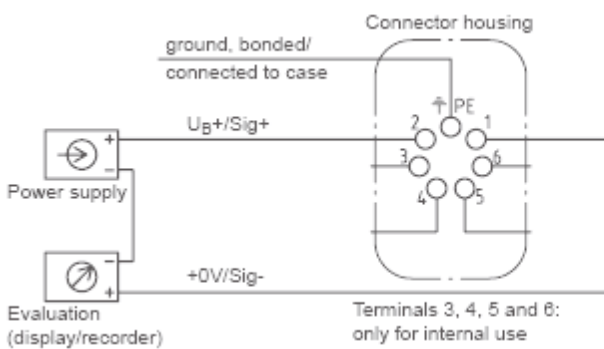 Connector housing
ground, bonded/
connected to case
⏚ PE
UB+/Sig+
2
1
3
6
4
5
+
-
Power supply
-
+
+0V/Sig-
Evaluation
(display/recorder)
Terminals 3, 4, 5 and 6:
only for internal use